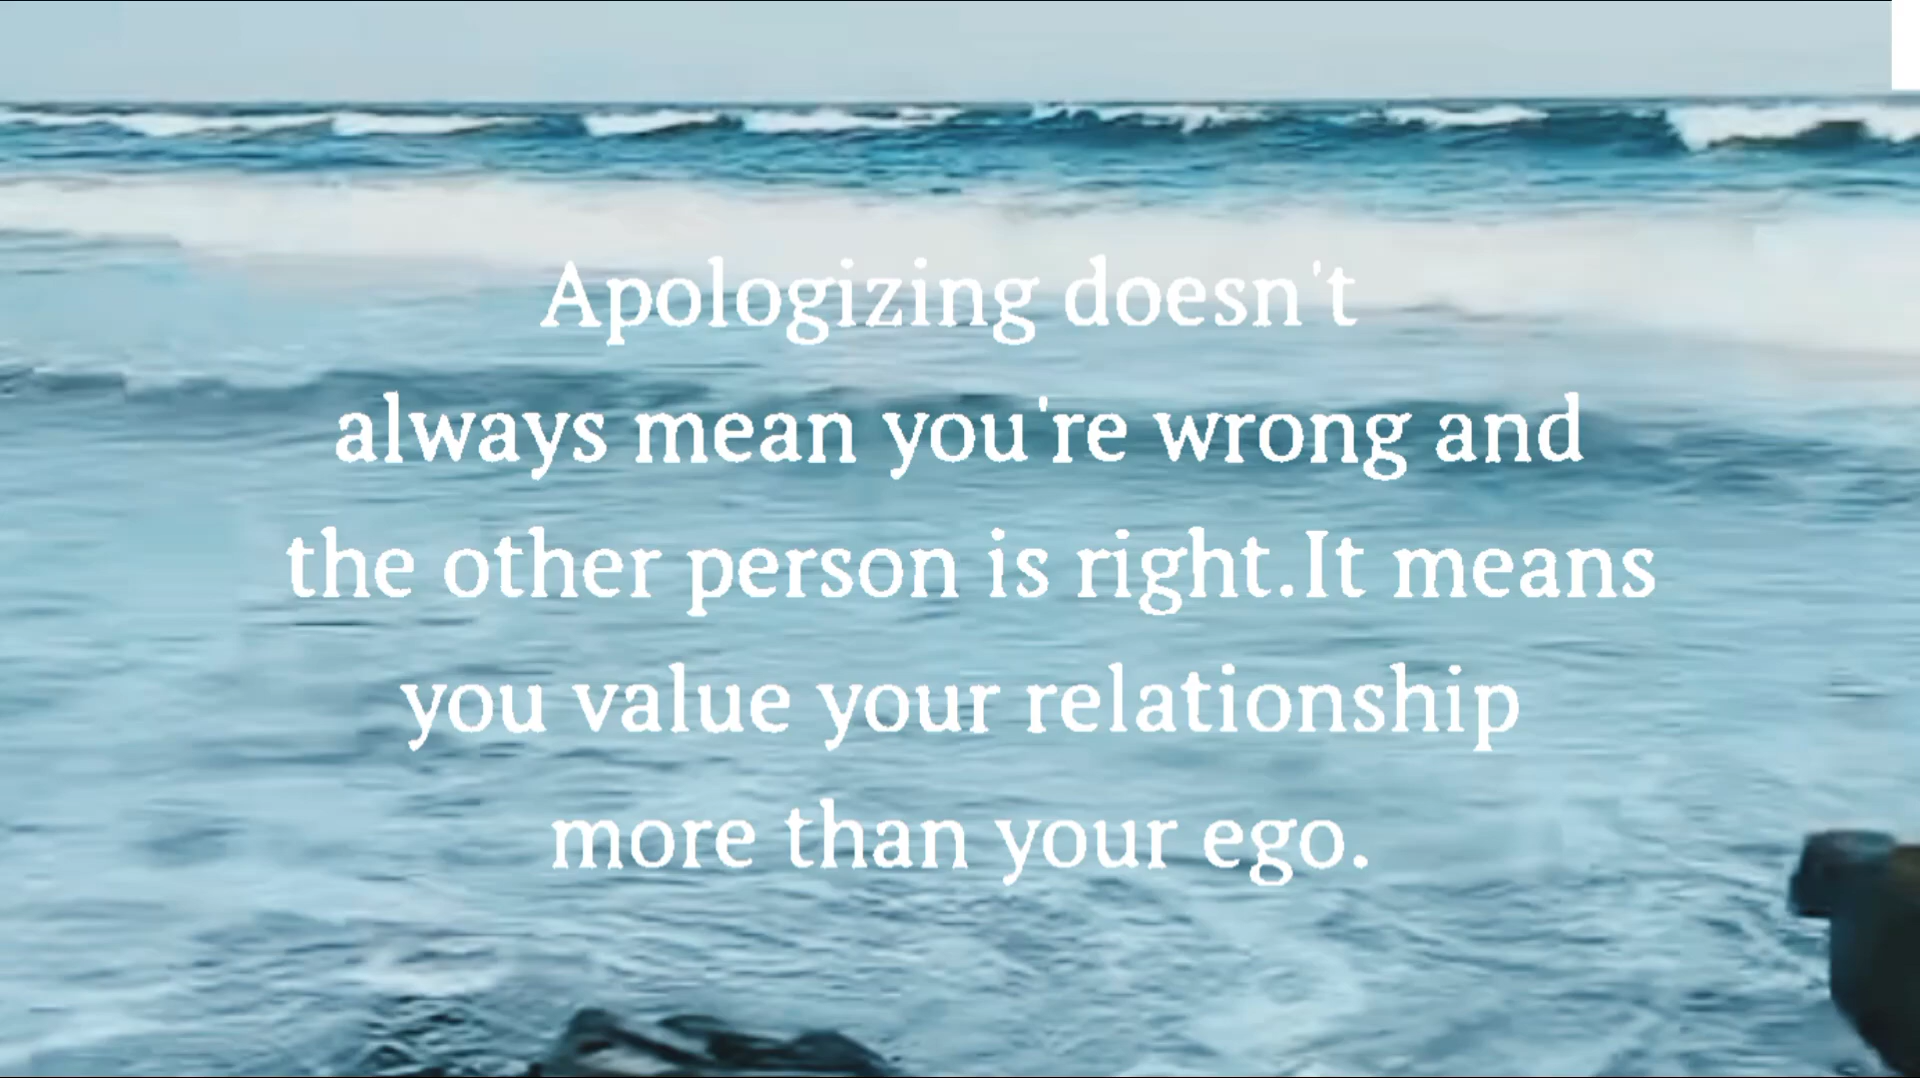 Apologizing doesn't
always mean you're wrong and
the other person is right.It means
you value your relationship
more than your ego.